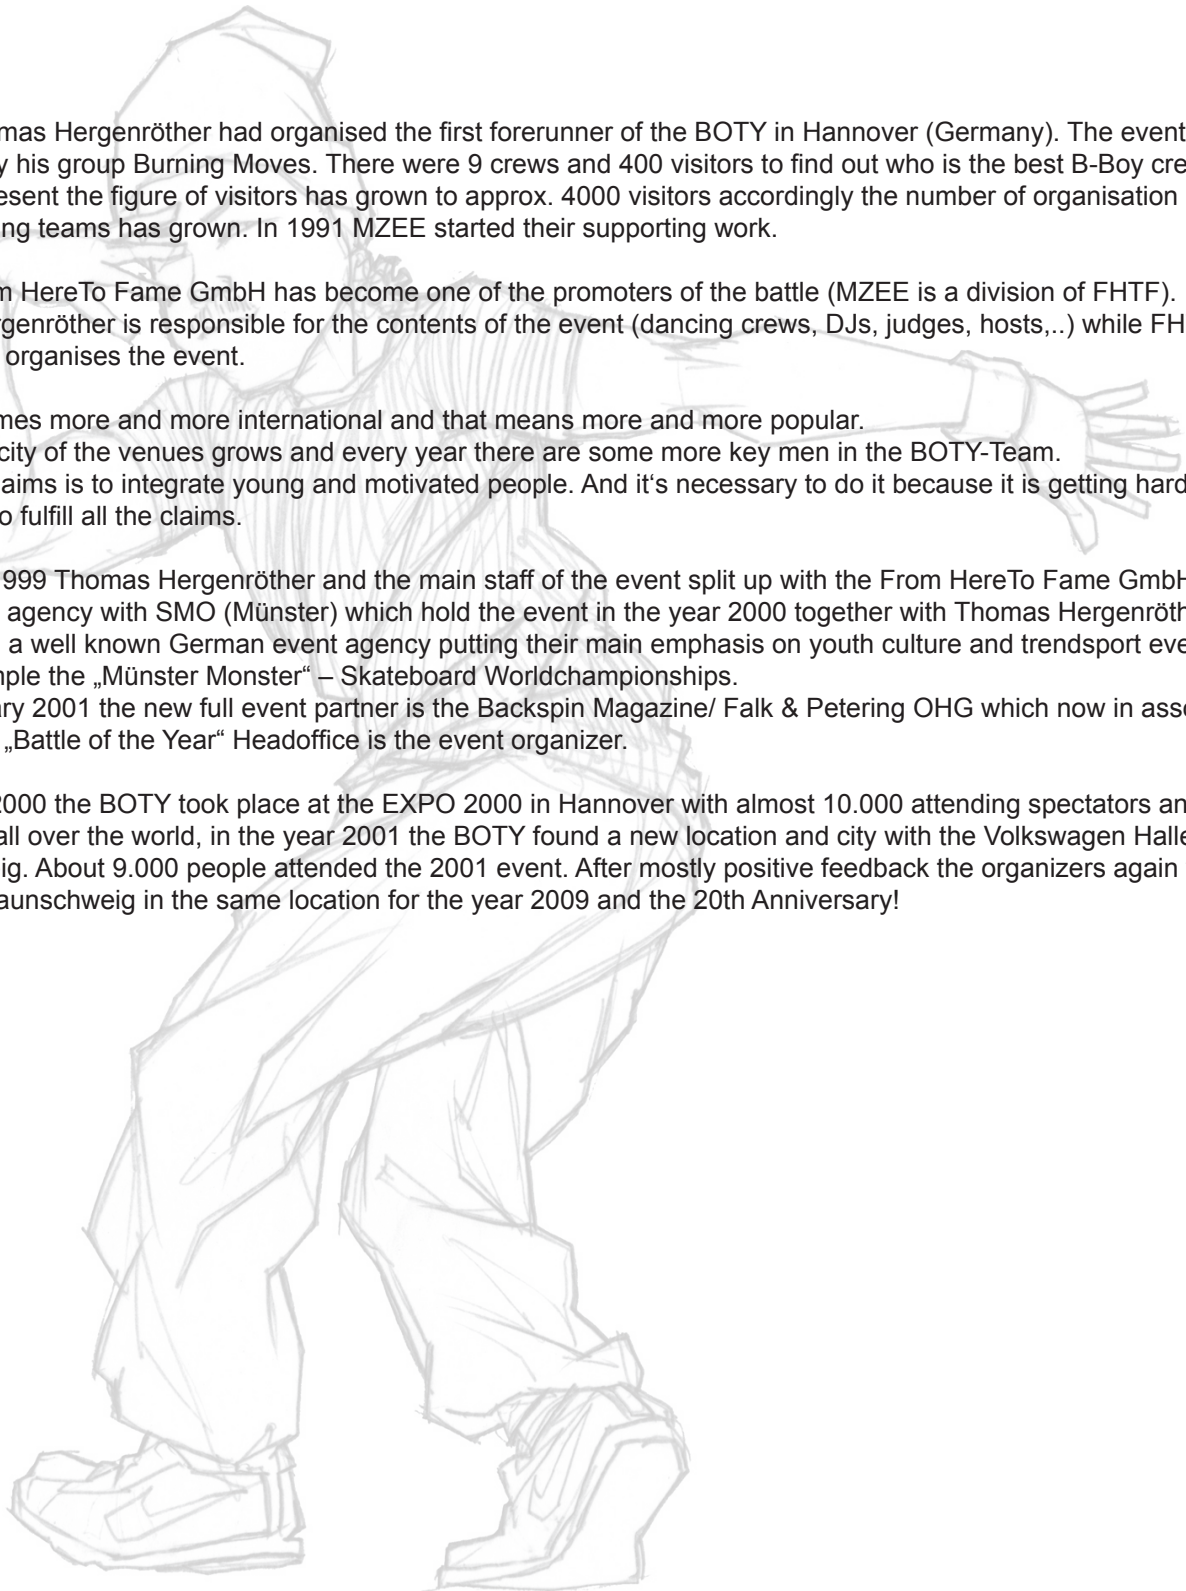 mas Hergenröther had organised the first forerunner of the BOTY in Hannover (Germany). The event
y his group Burning Moves. There were 9 crews and 400 visitors to find out who is the best B-Boy cre
esent the figure of visitors has grown to approx. 4000 visitors accordingly the number of organisation
ng teams has grown. In 1991 MZEE started their supporting work.
m HereTo Fame GmbH has become one of the promoters of the battle (MZEE is a division of FHTF).
rgenröther is responsible for the contents of the event (dancing crews, DJs, judges, hosts,..) while FH
organises the event.
mes more and more international and that means more and more popular.
city of the venues grows and every year there are some more key men in the BOTY-Team.
aims is to integrate young and motivated people. And it‘s necessary to do it because it is getting hard
o fulfill all the claims.
999 Thomas Hergenröther and the main staff of the event split up with the From HereTo Fame GmbH
agency with SMO (Münster) which hold the event in the year 2000 together with Thomas Hergenröth
a well known German event agency putting their main emphasis on youth culture and trendsport eve
mple the „Münster Monster“ – Skateboard Worldchampionships.
ary 2001 the new full event partner is the Backspin Magazine/ Falk & Petering OHG which now in asso
„Battle of the Year“ Headoffice is the event organizer.
2000 the BOTY took place at the EXPO 2000 in Hannover with almost 10.000 attending spectators an
all over the world, in the year 2001 the BOTY found a new location and city with the Volkswagen Halle
ig. About 9.000 people attended the 2001 event. After mostly positive feedback the organizers again
aunschweig in the same location for the year 2009 and the 20th Anniversary!